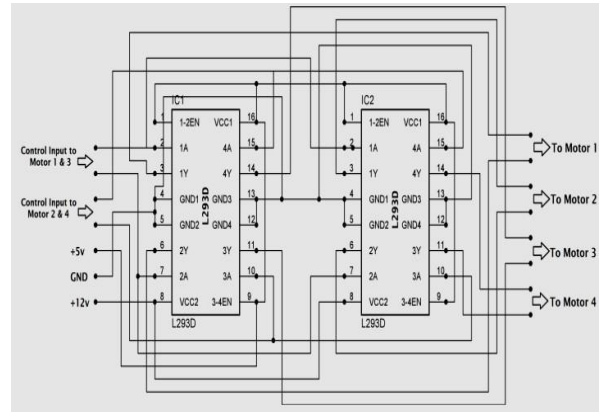 IC1
1-2EN VCC1
1A 4A
1Y 4Y
GND1 GND3
GND2 GND4
2Y 3Y
2A 3A
VCC2 3-4EN
L293D
L293D
1 2 3 4 5 6 7 8
16 15 14 13 12 11 10 9
IC2
1-2EN VCC1
1A 4A
1Y 4Y
GND1 GND3
GND2 GND4
2Y 3Y
2A 3A
VCC2 3-4EN
L293D
L293D
1 2 3 4 5 6 7 8
16 15 14 13 12 11 10 9
Control Input to
Motor 1 & 3
Control Input to
Motor 2 & 4
+5v
GND
+12v
To Motor 1
To Motor 2
To Motor 3
To Motor 4